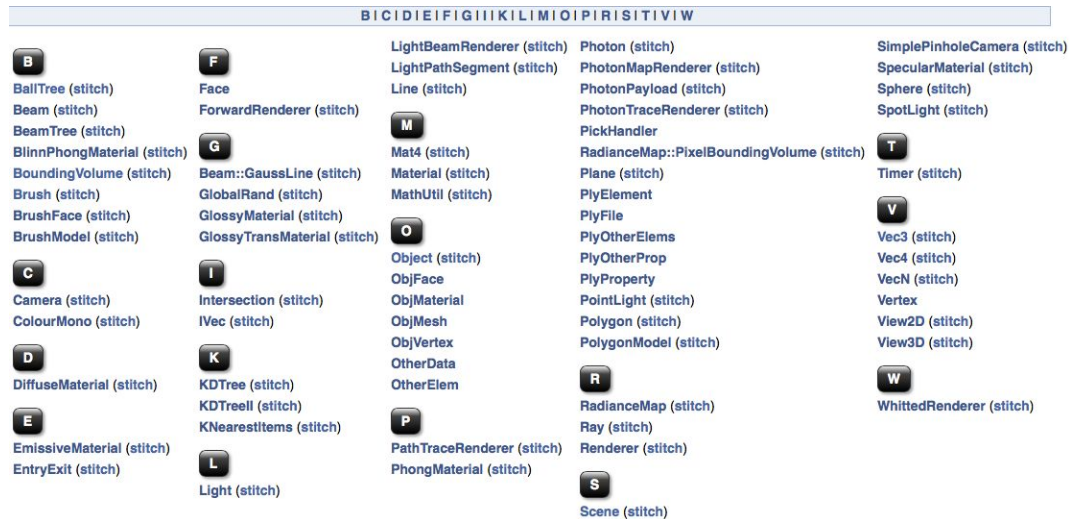 B | C | D | E | F | G | I | K | L | M | O | P | R | S | T | V | W
B
BallTree (stitch)
Beam (stitch)
BeamTree (stitch)
BlinnPhongMaterial (stitch)
BoundingVolume (stitch)
Brush (stitch)
BrushFace (stitch)
BrushModel (stitch)
C
Camera (stitch)
ColourMono (stitch)
D
DiffuseMaterial (stitch)
E
EmissiveMaterial (stitch)
EntryExit (stitch)
F
Face
ForwardRenderer (stitch)
G
Beam::GaussLine (stitch)
GlobalRand (stitch)
GlossyMaterial (stitch)
GlossyTransMaterial (stitch)
I
Intersection (stitch)
IVec (stitch)
K
KDTree (stitch)
KDTreeII (stitch)
KNearestItems (stitch)
L
Light (stitch)
LightBeamRenderer (stitch)
LightPathSegment (stitch)
Line (stitch)
M
Mat4 (stitch)
Material (stitch)
MathUtil (stitch)
O
Object (stitch)
ObjFace
ObjMaterial
ObjMesh
ObjVertex
OtherData
OtherElem
P
PathTraceRenderer (stitch)
PhongMaterial (stitch)
Photon (stitch)
PhotonMapRenderer (stitch)
PhotonPayload (stitch)
PhotonTraceRenderer (stitch)
PickHandler
RadianceMap::PixelBoundingVolume (stitch)
Plane (stitch)
PlyElement
PlyFile
PlyOtherElems
PlyOtherProp
PlyProperty
PointLight (stitch)
Polygon (stitch)
PolygonModel (stitch)
R
RadianceMap (stitch)
Ray (stitch)
Renderer (stitch)
S
Scene (stitch)
SimplePinholeCamera (stitch)
SpecularMaterial (stitch)
Sphere (stitch)
SpotLight (stitch)
T
Timer (stitch)
V
Vec3 (stitch)
Vec4 (stitch)
VecN (stitch)
Vertex
View2D (stitch)
View3D (stitch)
W
WhittedRenderer (stitch)